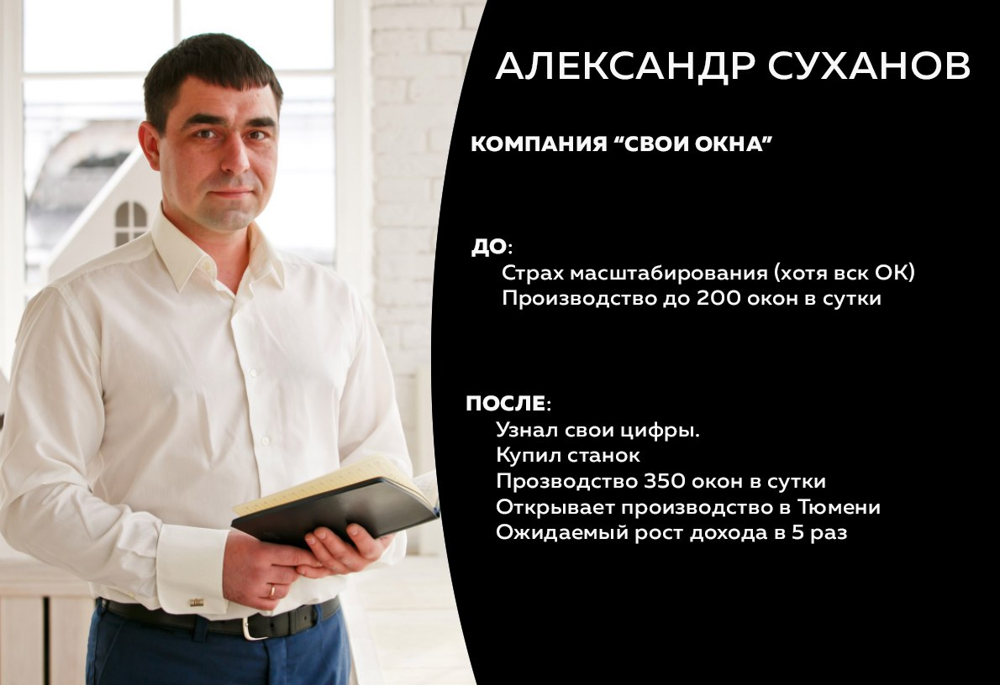 АЛЕКСАНДР СУХАНОВ
КОМПАНИЯ “СВОИ ОКНА”
ДО:
Страх масштабирования (хотя вск ОК)
Производство до 200 окон в сутки
ПОСЛЕ:
Узнал свои цифры.
Купил станок
Прозводство 350 окон в сутки
Открывает производство в Тюмени
Ожидаемый рост дохода в 5 раз